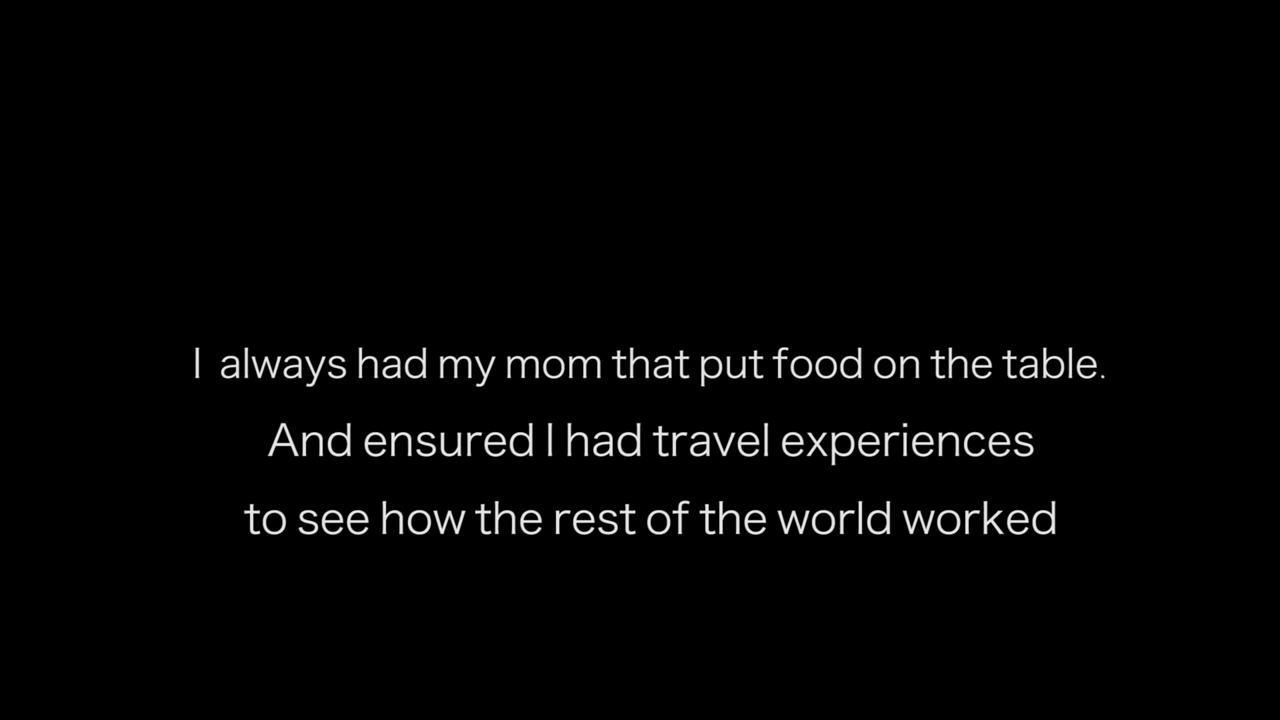 I always had my mom that put food on the table.
And ensured I had travel experiences
to see how the rest of the world worked